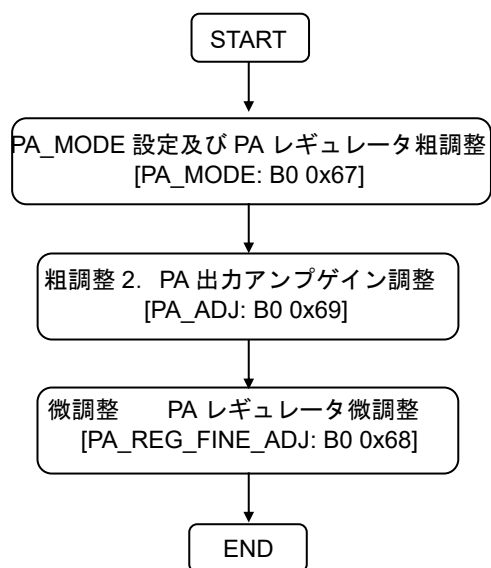 START
PA_MODE 設定及び PA レギュレータ粗調整
[PA_MODE: B0 0x67]
粗調整 2. PA 出力アンプゲイン調整
[PA_ADJ: B0 0x69]
微調整 PA レギュレータ微調整
[PA_REG_FINE_ADJ: B0 0x68]
END